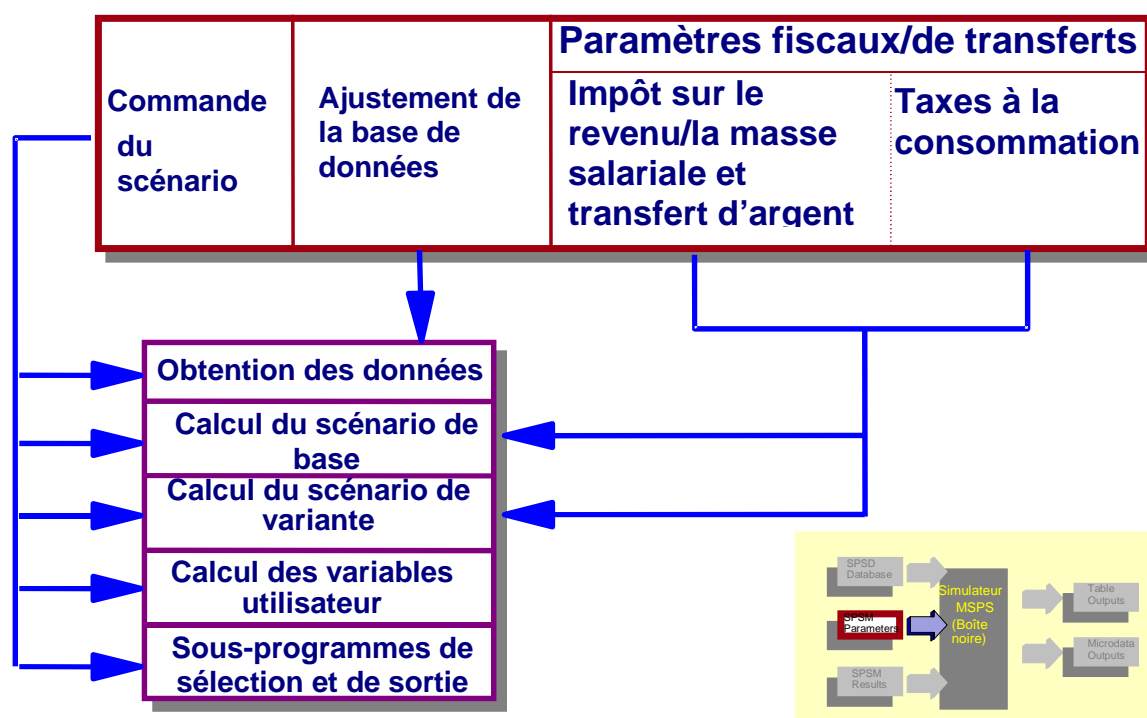 Paramètres fiscaux/de transferts
Commande
du
scénario
Ajustement de
la base de
données
Impôt sur le
revenu/la masse
salariale et
transfert d’argent
Taxes à la
consommation
Obtention des données
Calcul du scénario de
base
Calcul du scénario de
variante
Calcul des variables
utilisateur
Sous-programmes de
sélection et de sortie
SPSD
Database
SPSM
Parameters
SPSM
Results
Simulateur
MSPS
(Boîte
noire)
Table
Outputs
Microdata
Outputs